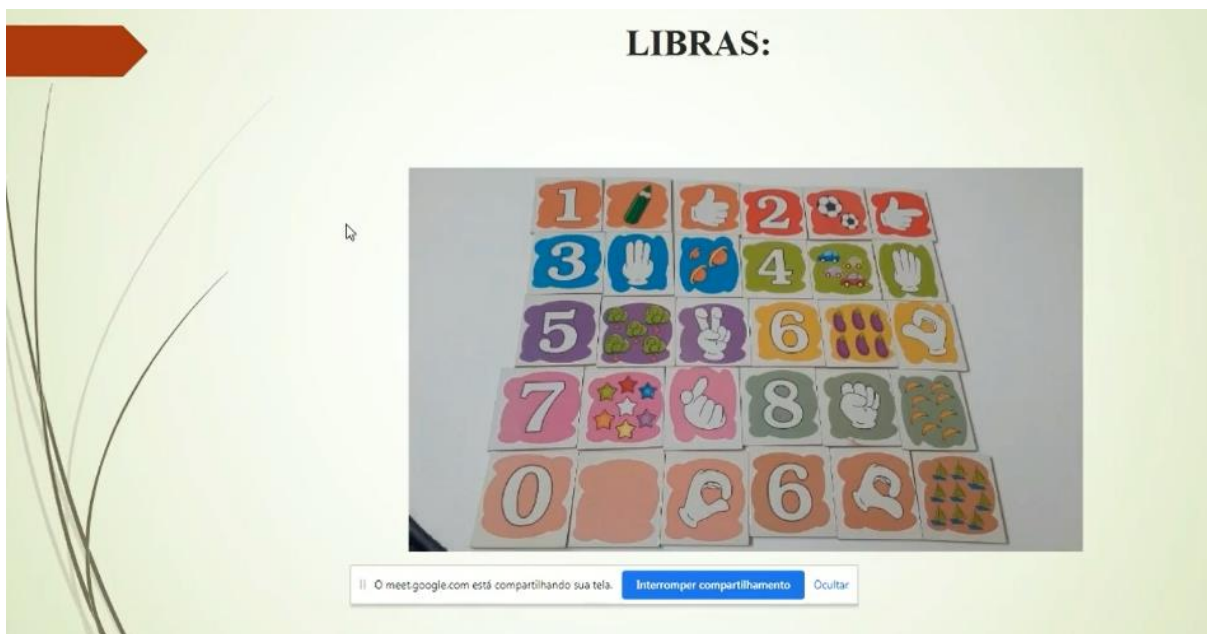 LIBRAS:
1 2
3 4
5 6
7 8
0 6
O meet.google.com está compartilhando sua tela. Interromper compartilhamento Ocultar